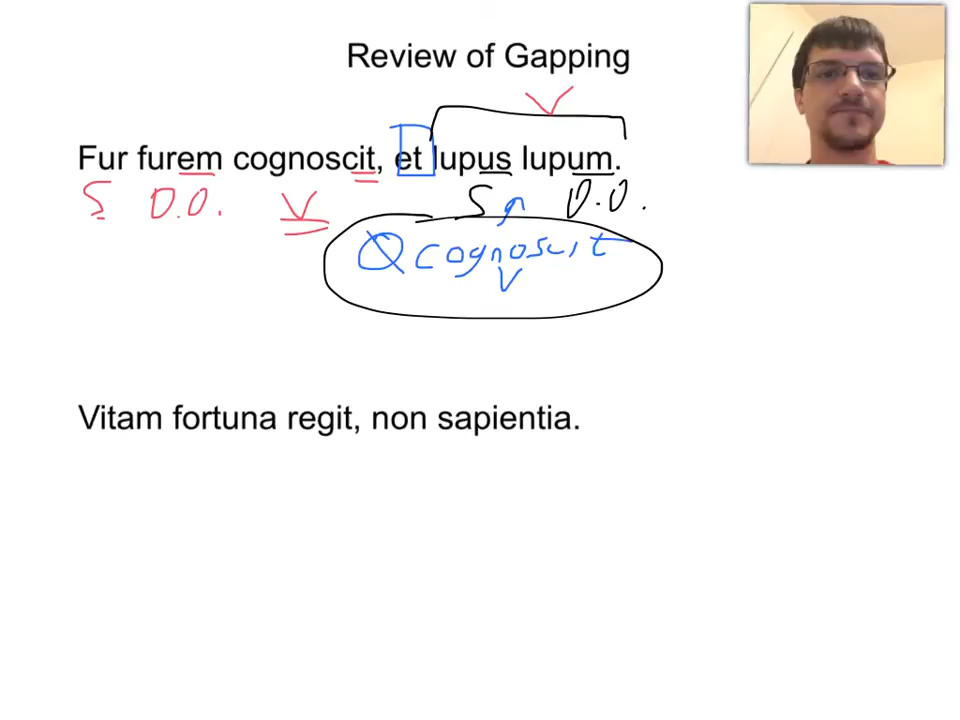 Review of Gapping
V
Fur furem cognoscit, et lupus lupum.
S D.O. V S D.O.
cognoscit
V
Vitam fortuna regit, non sapientia.